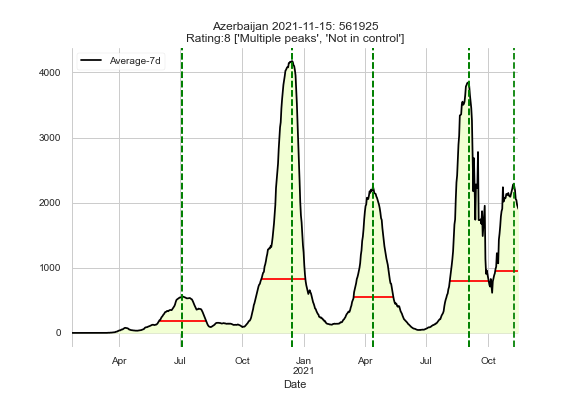 Azerbaijan 2021-11-15: 561925
Rating:8 ['Multiple peaks', 'Not in control']
Average-7d
4000
3000
2000
1000
0
Apr Jul Oct Jan Apr Jul Oct
2021
Date